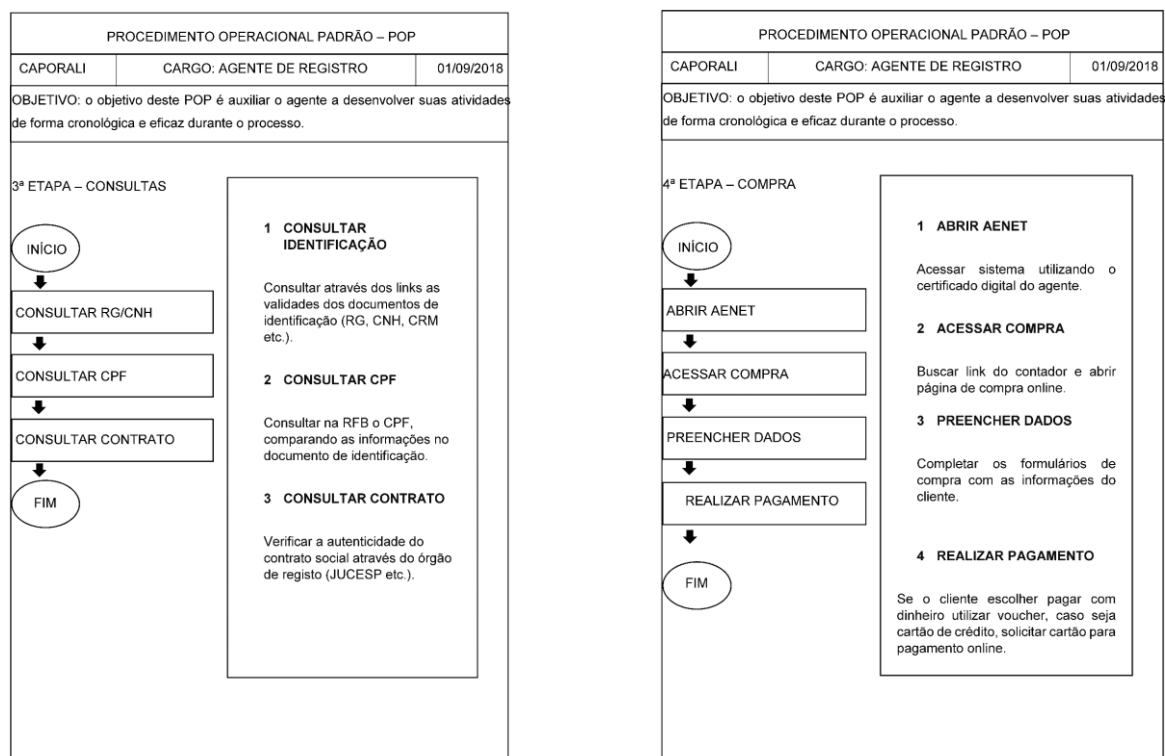 PROCEDIMENTO OPERACIONAL PADRÃO – POP
CAPORALI
CARGO: AGENTE DE REGISTRO
01/09/2018
OBJETIVO: o objetivo deste POP é auxiliar o agente a desenvolver suas atividades
de forma cronológica e eficaz durante o processo.
3ª ETAPA – CONSULTAS
INÍCIO
CONSULTAR RG/CNH
CONSULTAR CPF
CONSULTAR CONTRATO
FIM
1 CONSULTAR
IDENTIFICAÇÃO
Consultar através dos links as
validades dos documentos de
identificação (RG, CNH, CRM
etc.).
2 CONSULTAR CPF
Consultar na RFB o CPF,
comparando as informações no
documento de identificação.
3 CONSULTAR CONTRATO
Verificar a autenticidade do
contrato social através do órgão
de registo (JUCESP etc.).
PROCEDIMENTO OPERACIONAL PADRÃO – POP
CAPORALI
CARGO: AGENTE DE REGISTRO
01/09/2018
OBJETIVO: o objetivo deste POP é auxiliar o agente a desenvolver suas atividades
de forma cronológica e eficaz durante o processo.
4ª ETAPA – COMPRA
INÍCIO
ABRIR AENET
ACESSAR COMPRA
PREENCHER DADOS
REALIZAR PAGAMENTO
FIM
1 ABRIR AENET
Acessar sistema utilizando o
certificado digital do agente.
2 ACESSAR COMPRA
Buscar link do contador e abrir
página de compra online.
3 PREENCHER DADOS
Completar os formulários de
compra com as informações do
cliente.
4 REALIZAR PAGAMENTO
Se o cliente escolher pagar com
dinheiro utilizar voucher, caso seja
cartão de crédito, solicitar cartão para
pagamento online.